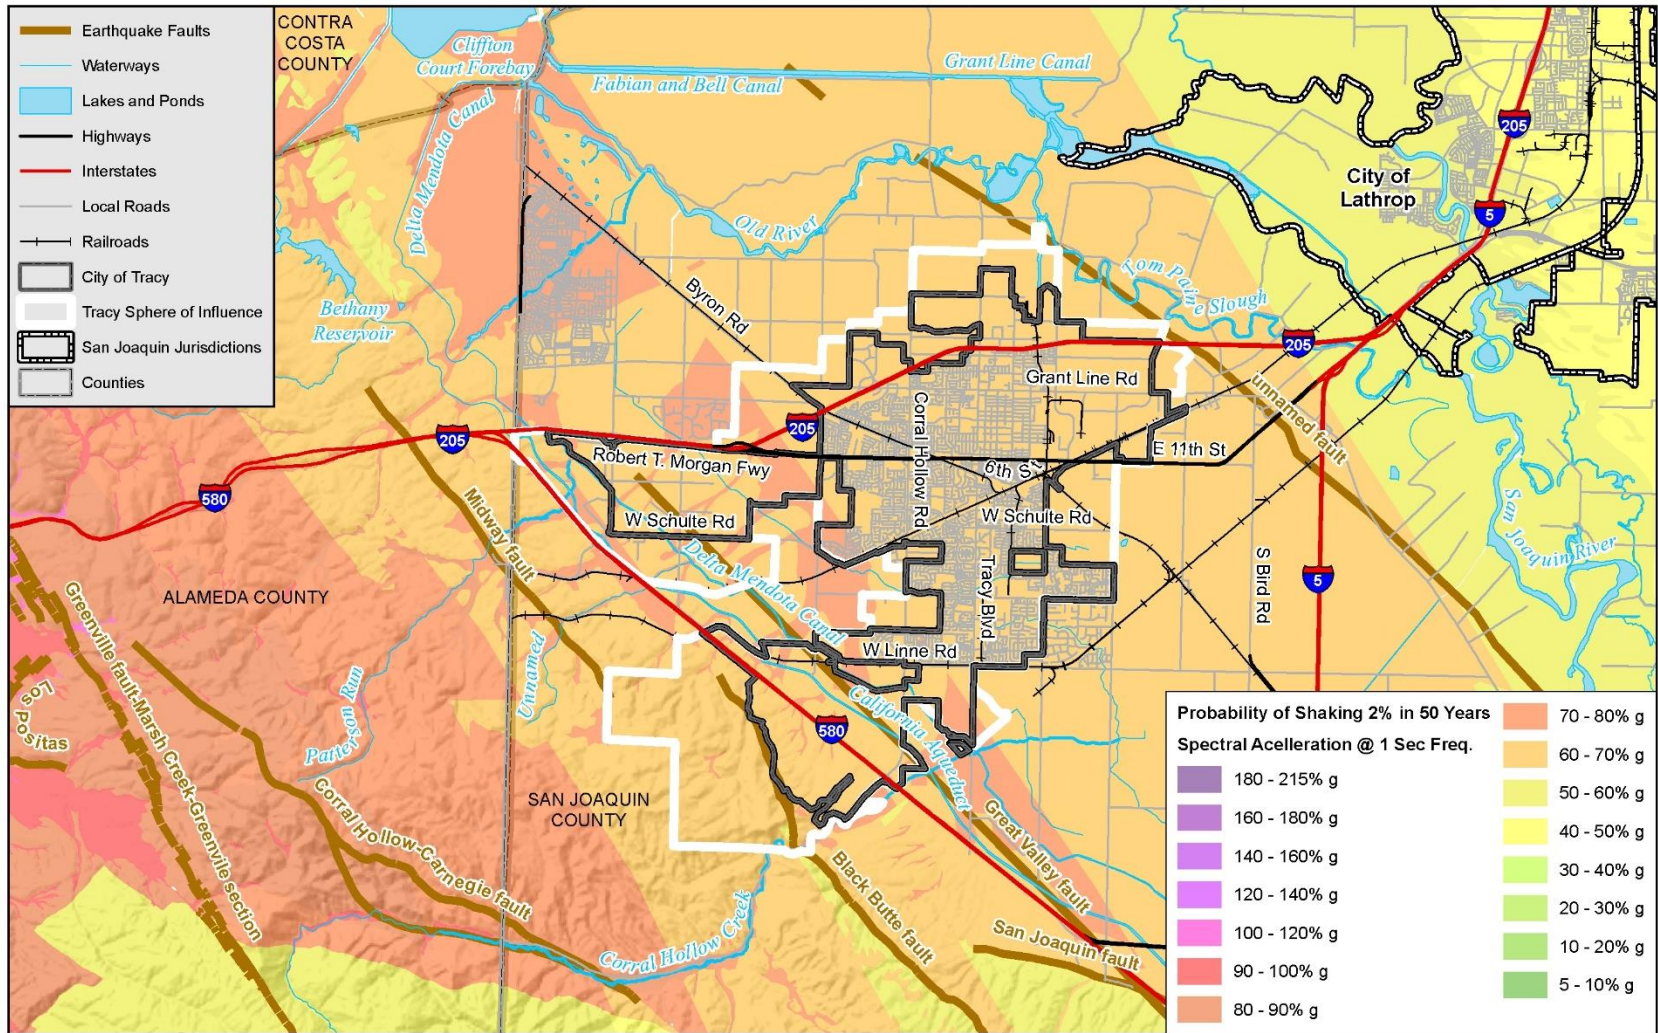 Earthquake Faults
Waterways
Lakes and Ponds
Highways
Interstates
Local Roads
Railroads
City of Tracy
Tracy Sphere of Influence
San Joaquin Jurisdictions
Counties
CONTRA
COSTA
COUNTY
Cliffton
Court Forebay
Delta Mendota Canal
Fabian and Bell Canal
Grant Line Canal
205
City of
Lathrop
5
Old River
Tom Pain
e Slough
Bethany
Reservoir
Byron Rd
205
Grant Line Rd
unnamed fault
205
205
Corral Hollow Rd
580
Robert T. Morgan Fwy
6th St
E 11th St
Midway fault
W Schulte Rd
W Schulte Rd
San Joaquin River
Delta Mendota Canal
S Bird Rd
5
Tracy Blvd
ALAMEDA COUNTY
Greenville fault-Marsh Creek-Greenvile section
Los
Positas
Patterson Run
Unnamed
W Linne Rd
580
California Aqueduct
SAN JOAQUIN
COUNTY
Corral Hollow-Carnegie fault
Great Valley fault
Black Butte fault
San Joaquin fault
Corral Hollow Creek
Probability of Shaking 2% in 50 Years
Spectral Acelleration @ 1 Sec Freq.
180 - 215% g
160 - 180% g
140 - 160% g
120 - 140% g
100 - 120% g
90 - 100% g
80 - 90% g
70 - 80% g
60 - 70% g
50 - 60% g
40 - 50% g
30 - 40% g
20 - 30% g
10 - 20% g
5 - 10% g